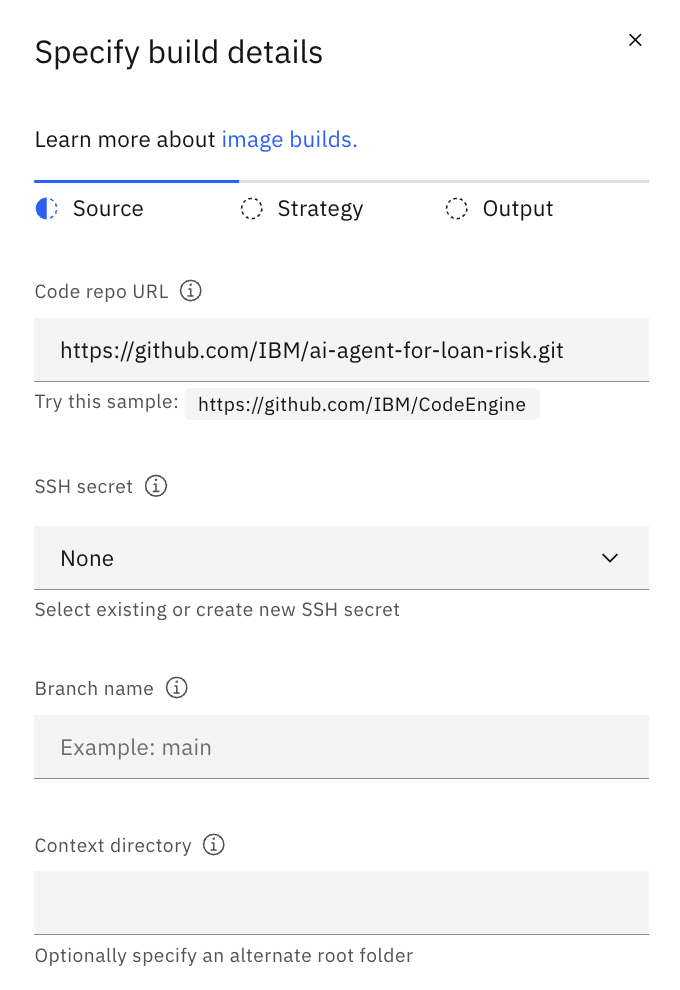 Specify build details
Learn more about image builds.
Source
Strategy
Output
Code repo URL
https://github.com/IBM/ai-agent-for-loan-risk.git
Try this sample: https://github.com/IBM/CodeEngine
SSH secret
None
Select existing or create new SSH secret
Branch name
Example: main
Context directory
Optionally specify an alternate root folder